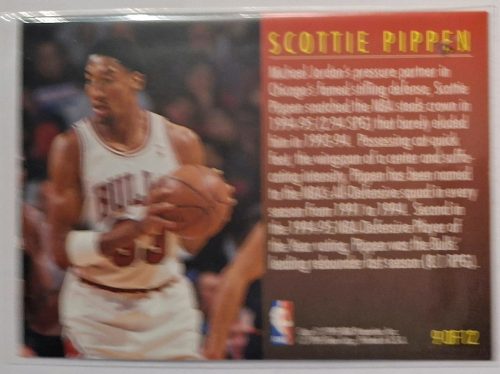 SCOTTIE PIPPEN
Michael Jordan's pressure partner in
Chicago's famed stifling defense, Scottie
Pippen snatched the NBA steals crown in
1994-95 (2.94 SPG) that barely eluded
him in 1993-94. Possessing cat-quick
feet, the wingspan of a center and suffo-
cating intensity, Pippen has been named
to the NBA's All-Defensive squad in every
season from 1991 to 1994. Second in
the 1994-95 NBA Defensive Player of
the Year voting, Pippen was the Bulls'
leading rebounder last season (8.1 RPG).
BULLS
33
NBA